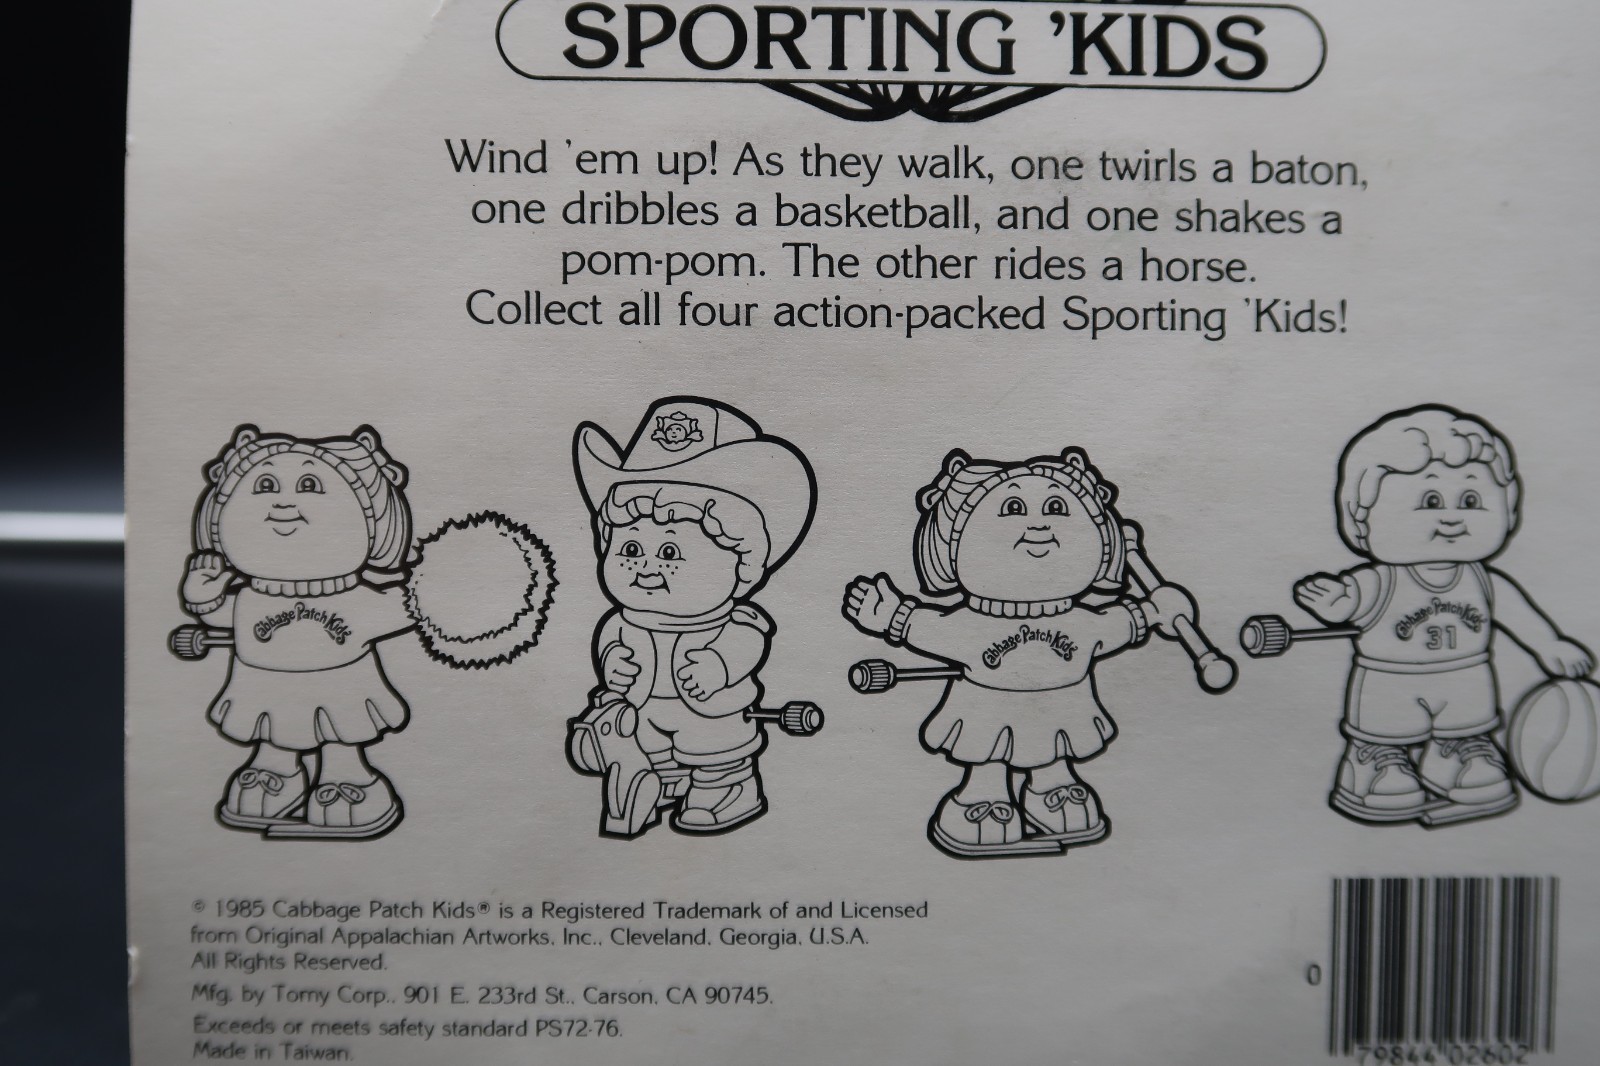 SPORTING 'KIDS
Wind 'em up! As they walk, one twirls a baton,
one dribbles a basketball, and one shakes a
pom-pom. The other rides a horse.
Collect all four action-packed Sporting 'Kids!
Cabbage Patch Kids
Cabbage Patch Kids
Cabbage Patch Kids
31
© 1985 Cabbage Patch Kids® is a Registered Trademark of and Licensed
from Original Appalachian Artworks, Inc., Cleveland, Georgia, U.S.A.
All Rights Reserved.
Mfg. by Tomy Corp., 901 E. 233rd St., Carson, CA 90745.
Exceeds or meets safety standard PS72-76.
Made in Taiwan.
0
79844 02602